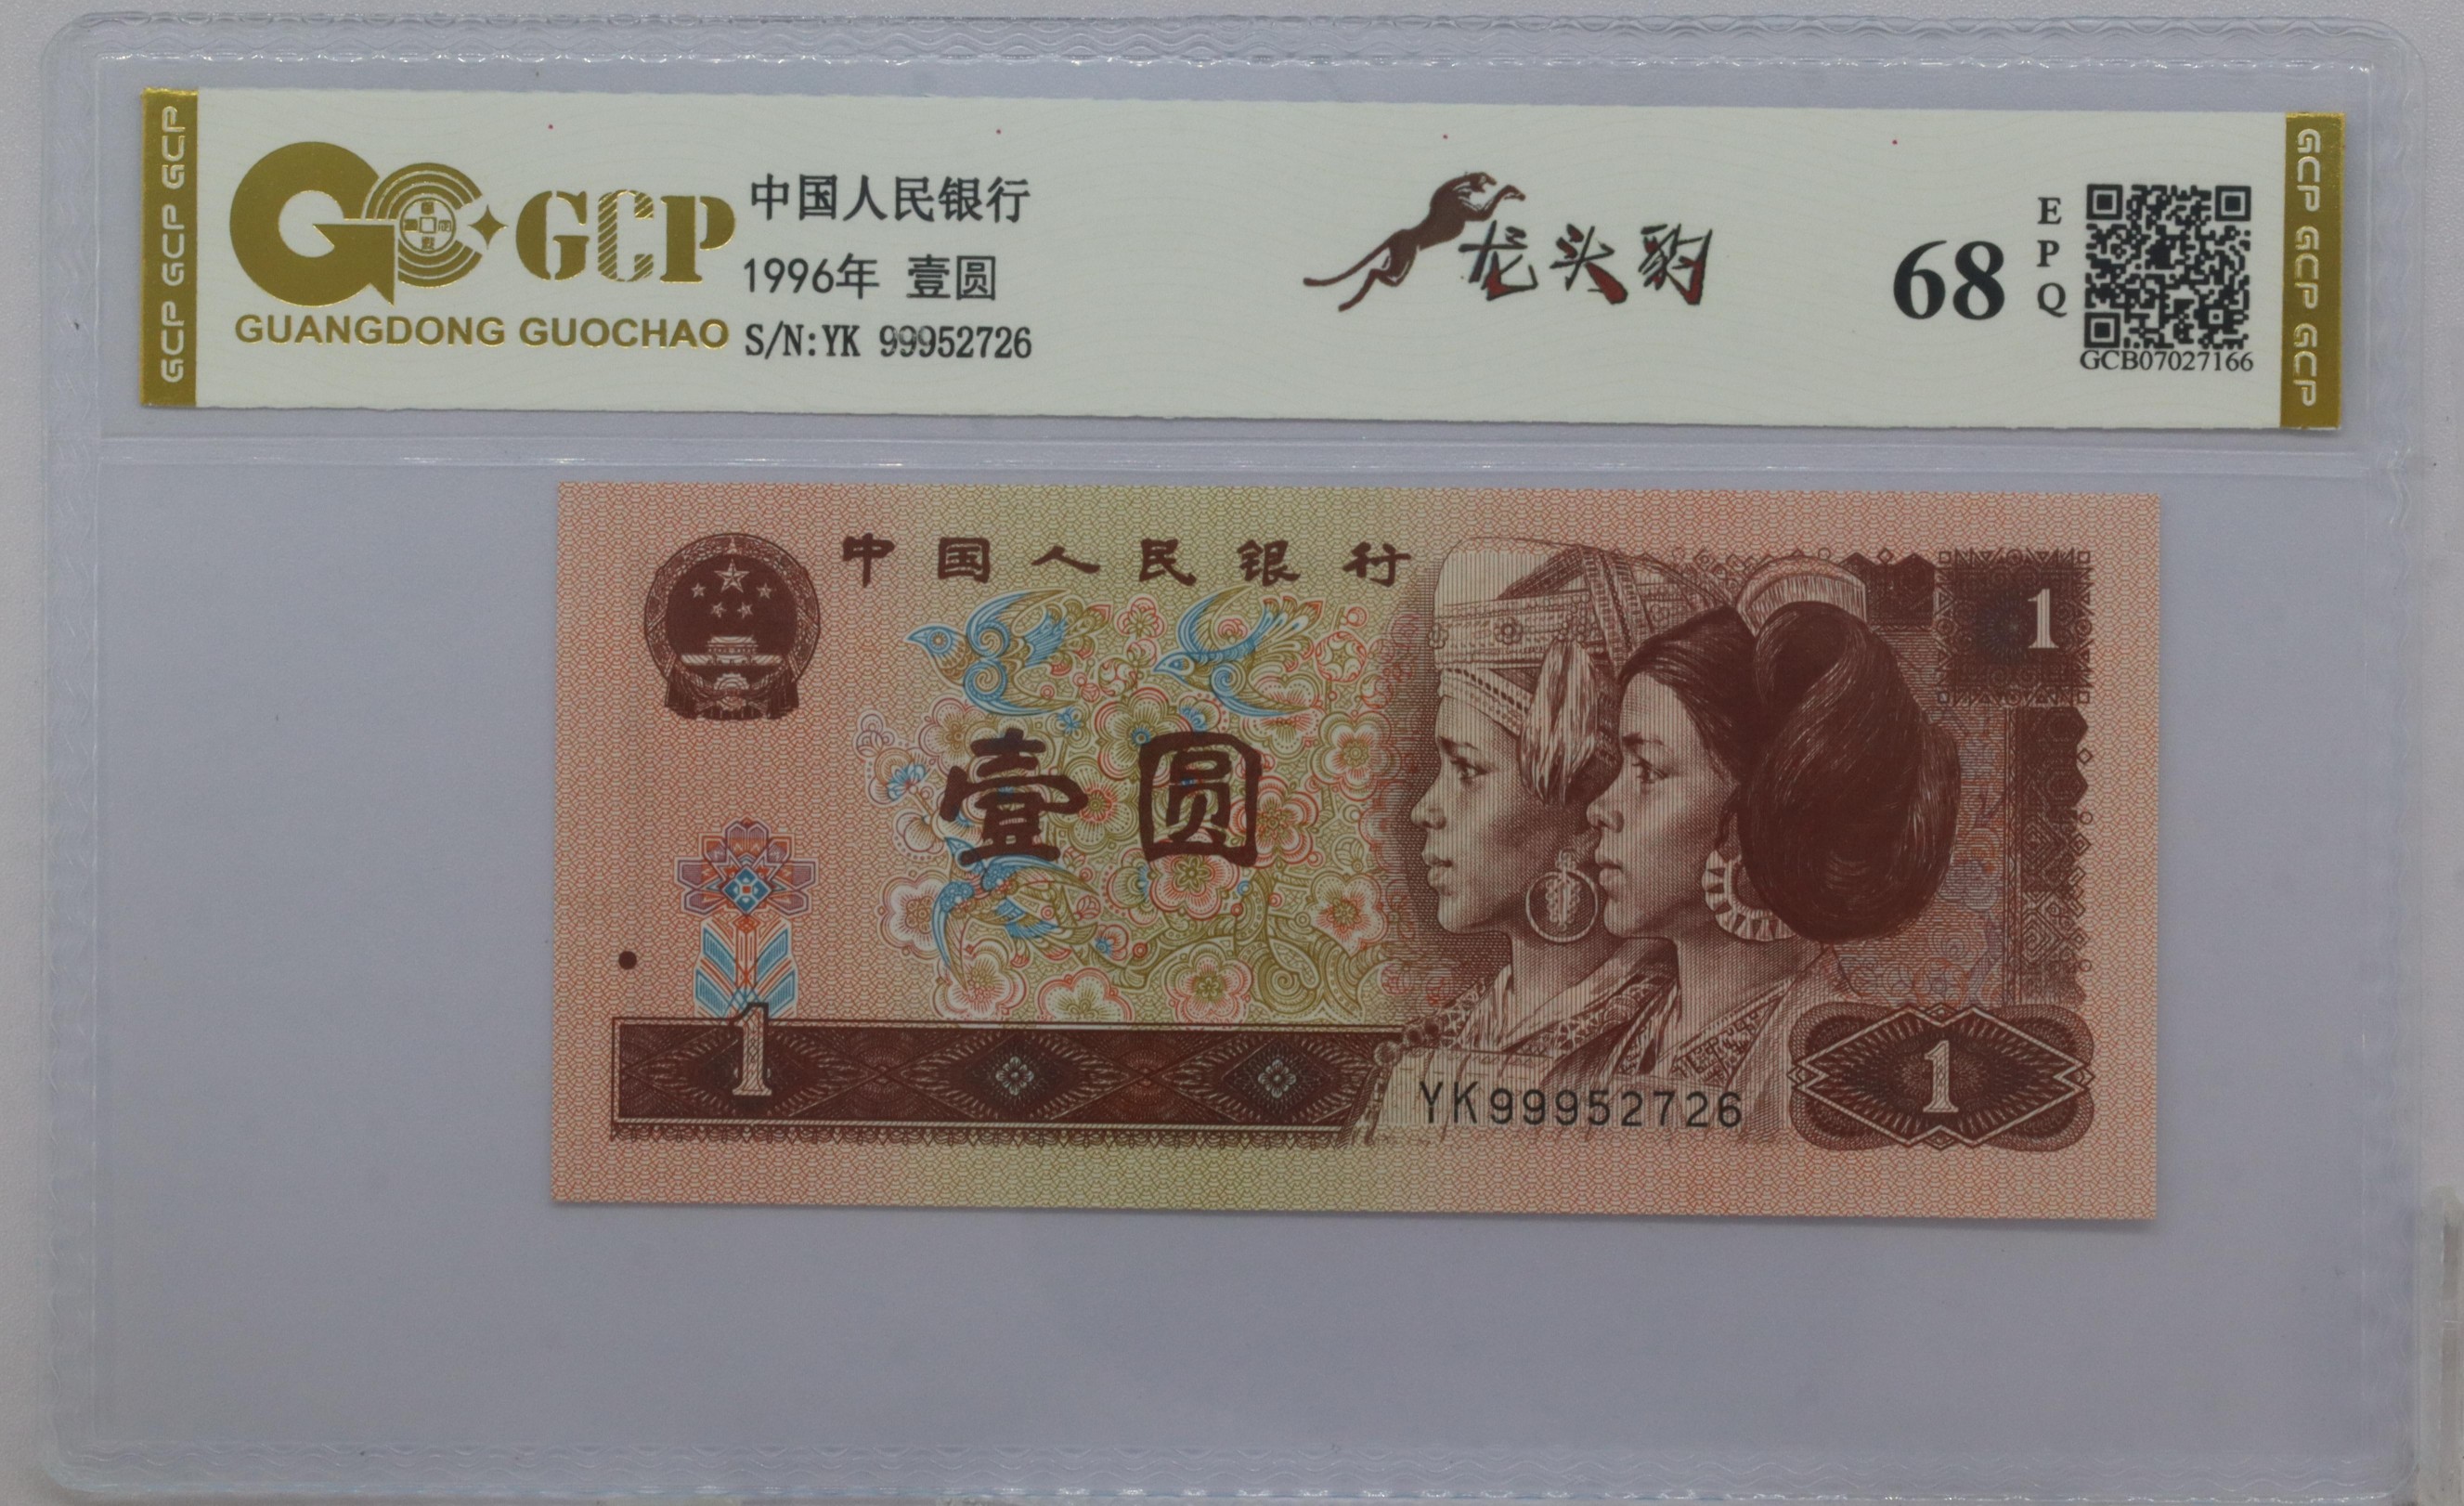 GCP GCP GCP
GCP
GUANGDONG GUOCHAO
中国人民银行
1996年 壹圆
S/N:YK 99952726
龙头豹
68
EPQ
GCB07027166
GCP GCP GCP
中国人民银行
1
壹圆
1
YK99952726
1